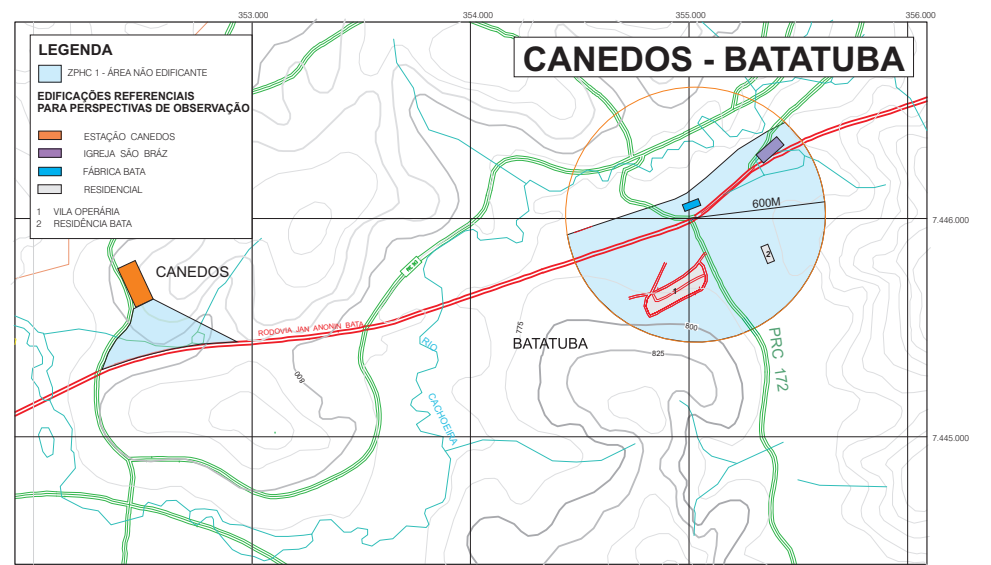 353.000
354.000
355.000
356.000
LEGENDA
ZPHC 1 - ÁREA NÃO EDIFICANTE
EDIFICAÇÕES REFERENCIAIS
PARA PERSPECTIVAS DE OBSERVAÇÃO
ESTAÇÃO CANEDOS
IGREJA SÃO BRÁZ
FÁBRICA BATA
RESIDENCIAL
1 VILA OPERÁRIA
2 RESIDÊNCIA BATA
CANEDOS - BATATUBA
600M
7.446.000
2
CANEDOS
1
RODOVIA JAN ANONIN BATA
775
800
BATATUBA
825
PRC 172
RIO
CACHOEIRA
800
7.445.000